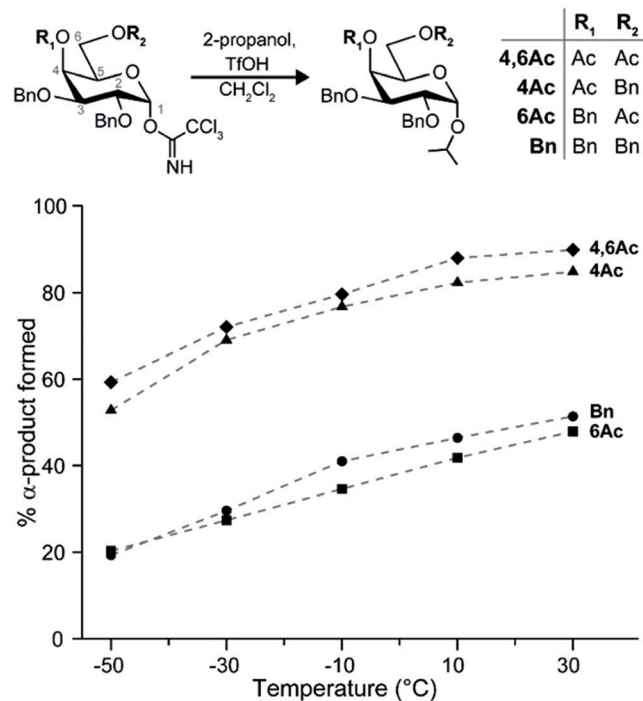 R₁ R₂
R₁O OR₂
6
4
5
O
BnO
3
2
BnO
1
O
CCl₃
NH
2-propanol,
TfOH
CH₂Cl₂
R₁O OR₂
O
BnO
BnO
O
4,6Ac Ac Ac
4Ac Ac Bn
6Ac Bn Ac
Bn Bn Bn
100
80
60
40
20
0
% α-product formed
4,6Ac
4Ac
Bn
6Ac
-50 -30 -10 10 30
Temperature (°C)